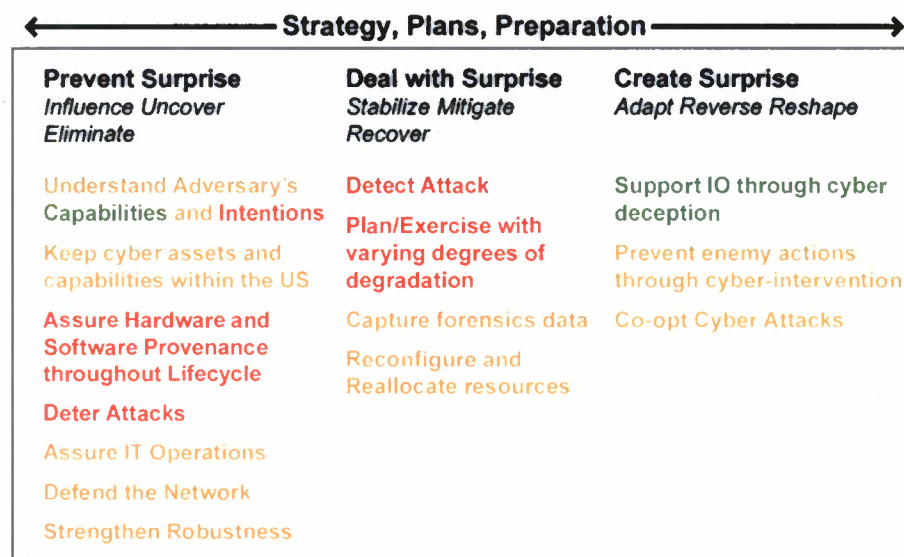 Strategy, Plans, Preparation
Prevent Surprise
Influence Uncover
Eliminate
Understand Adversary's
Capabilities and Intentions
Keep cyber assets and
capabilities within the US
Assure Hardware and
Software Provenance
throughout Lifecycle
Deter Attacks
Assure IT Operations
Defend the Network
Strengthen Robustness
Deal with Surprise
Stabilize Mitigate
Recover
Detect Attack
Plan/Exercise with
varying degrees of
degradation
Capture forensics data
Reconfigure and
Reallocate resources
Create Surprise
Adapt Reverse Reshape
Support IO through cyber
deception
Prevent enemy actions
through cyber-intervention
Co-opt Cyber Attacks